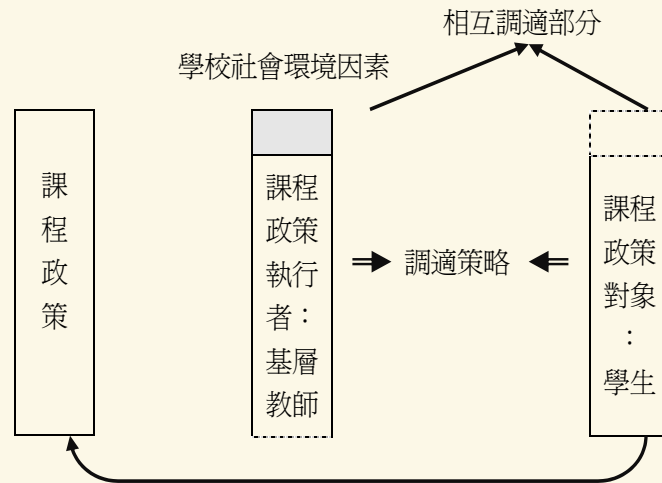 相互調適部分
學校社會環境因素
課
程
政
策
課程
政策
執行
者：
基層
教師
調適策略
課程
政策
對象
：
學生